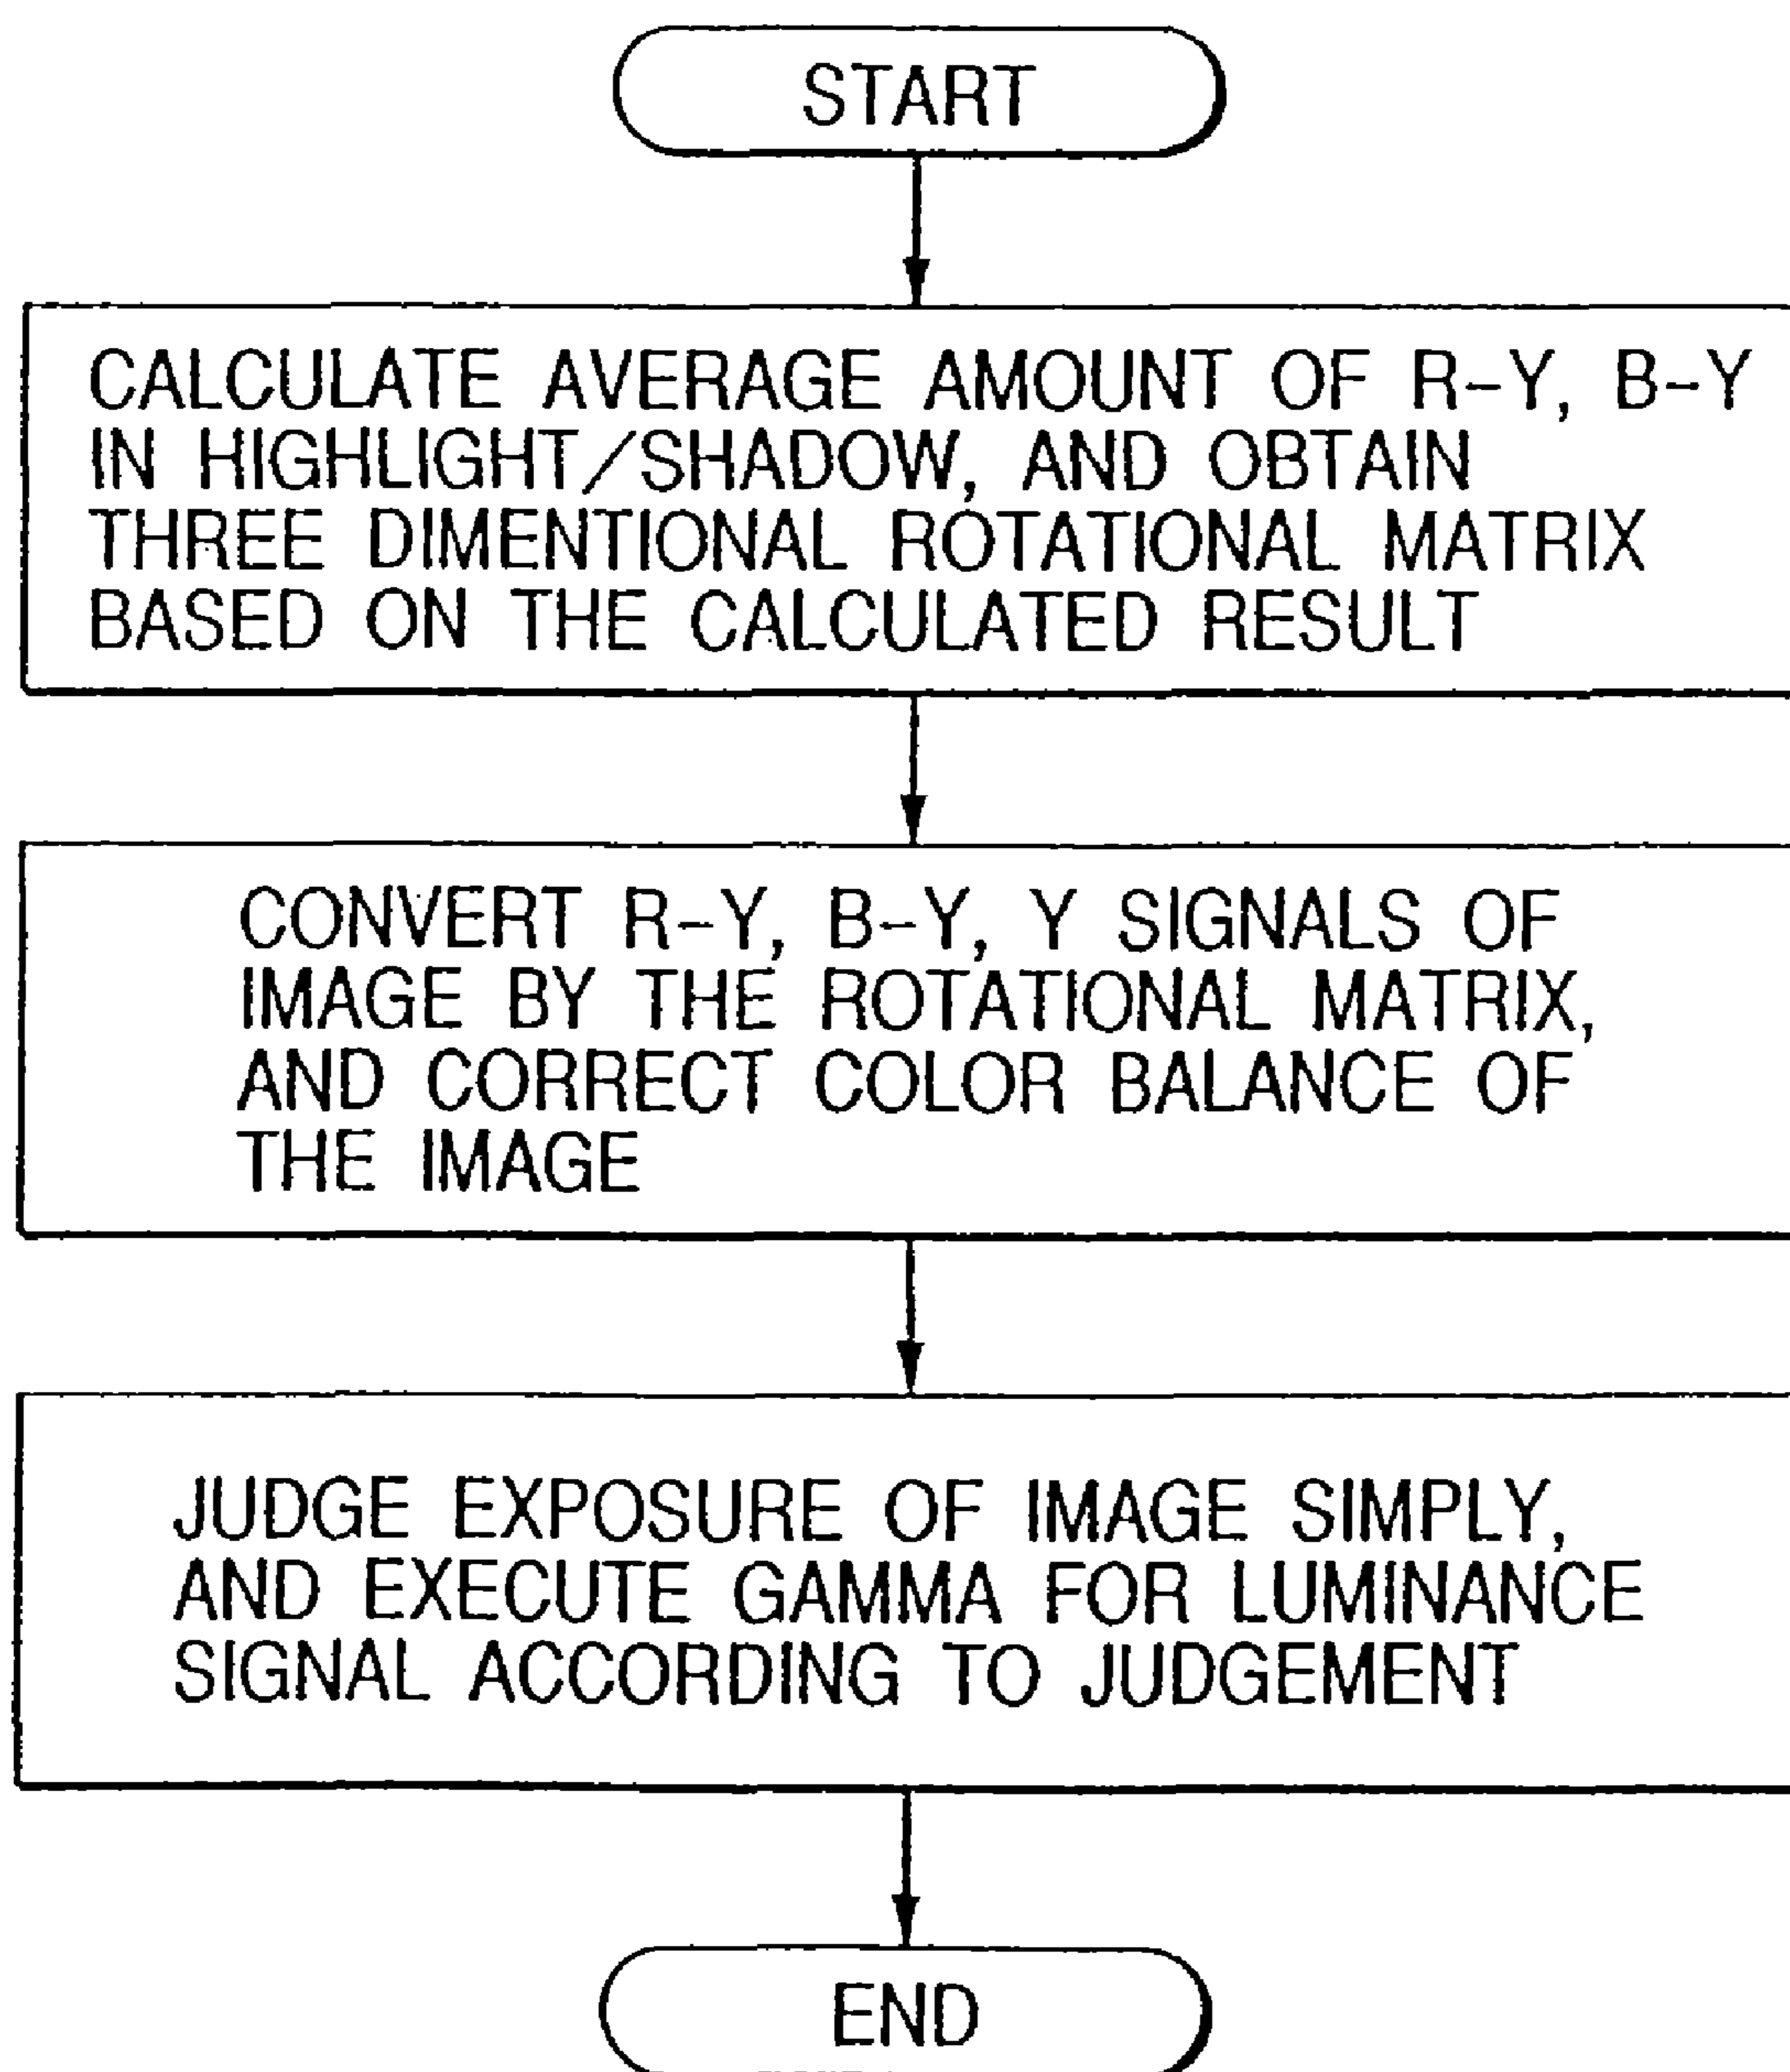 START
CALCULATE AVERAGE AMOUNT OF R-Y, B-Y
IN HIGHLIGHT/SHADOW, AND OBTAIN
THREE DIMENTIONAL ROTATIONAL MATRIX
BASED ON THE CALCULATED RESULT
CONVERT R-Y, B-Y, Y SIGNALS OF
IMAGE BY THE ROTATIONAL MATRIX,
AND CORRECT COLOR BALANCE OF
THE IMAGE
JUDGE EXPOSURE OF IMAGE SIMPLY,
AND EXECUTE GAMMA FOR LUMINANCE
SIGNAL ACCORDING TO JUDGEMENT
END